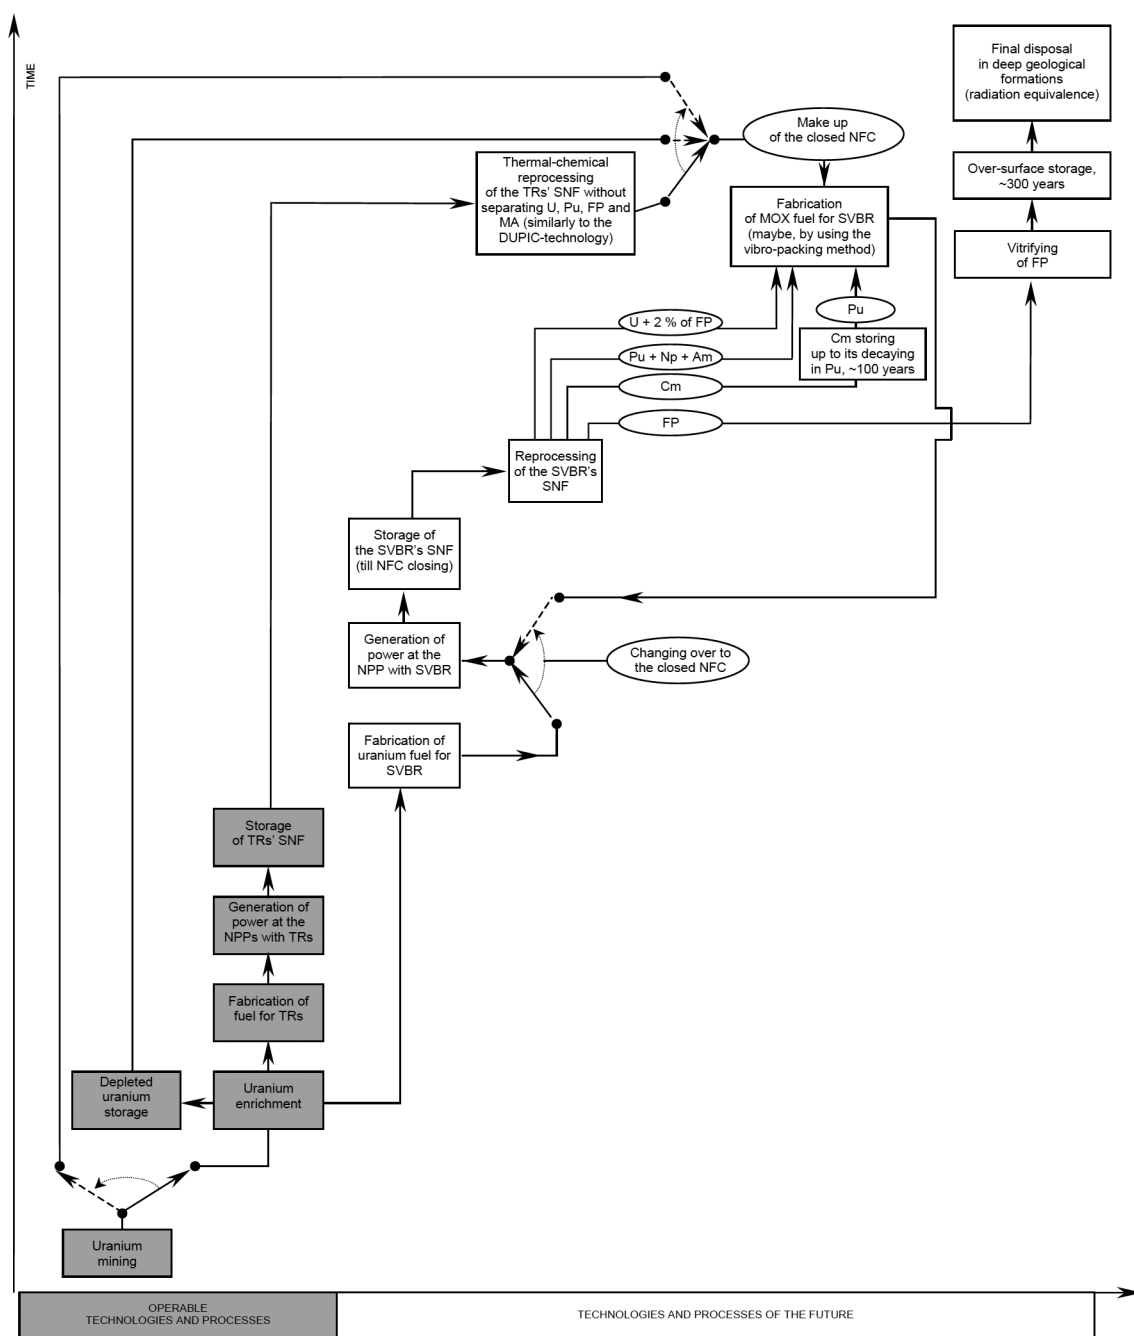 TIME
Final disposal
in deep geological
formations
(radiation equivalence)
Make up
of the closed NFC
Thermal-chemical
reprocessing
of the TRs' SNF without
separating U, Pu, FP and
MA (similarly to the
DUPIC-technology)
Over-surface storage,
~300 years
Fabrication
of MOX fuel for SVBR
(maybe, by using the
vibro-packing method)
Vitrifying
of FP
Pu
U + 2 % of FP
Cm storing
up to its decaying
in Pu, ~100 years
Pu + Np + Am
Cm
FP
Reprocessing
of the SVBR's
SNF
Storage of
the SVBR's SNF
(till NFC closing)
Generation of
power at the
NPP with SVBR
Changing over to
the closed NFC
Fabrication of
uranium fuel for
SVBR
Storage
of TRs' SNF
Generation of
power at the
NPPs with TRs
Fabrication of
fuel for TRs
Depleted
uranium
storage
Uranium
enrichment
Uranium
mining
OPERABLE
TECHNOLOGIES AND PROCESSES
TECHNOLOGIES AND PROCESSES OF THE FUTURE